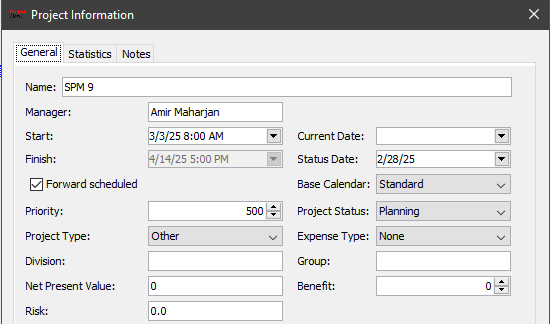 Project Information
General Statistics Notes
Name: SPM 9
Manager: Amir Maharjan
Start: 3/3/25 8:00 AM Current Date:
Finish: 4/14/25 5:00 PM Status Date: 2/28/25
Forward scheduled Base Calendar: Standard
Priority: 500 Project Status: Planning
Project Type: Other Expense Type: None
Division: Group:
Net Present Value: 0 Benefit: 0
Risk: 0.0